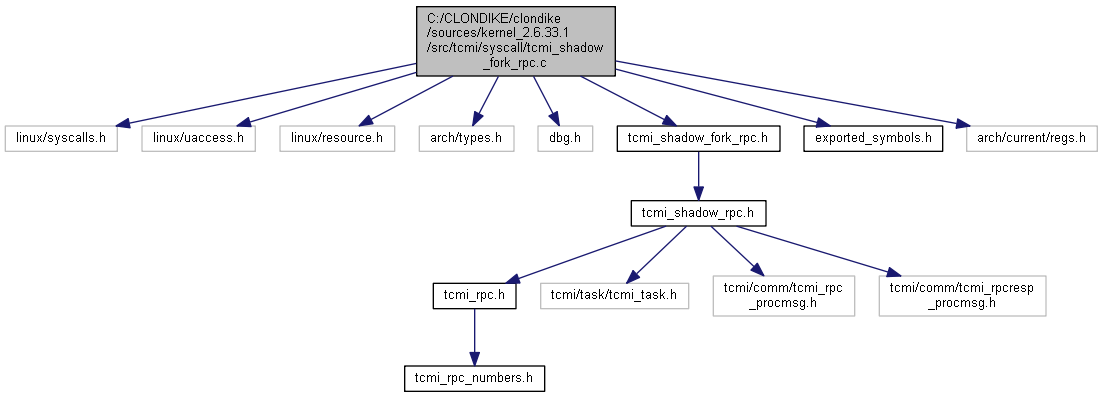 C:/CLONDIKE/clondike
/sources/kernel_2.6.33.1
/src/tcmi/syscall/tcmi_shadow
_fork_rpc.c
linux/syscalls.h
linux/uaccess.h
linux/resource.h
arch/types.h
dbg.h
tcmi_shadow_fork_rpc.h
exported_symbols.h
arch/current/regs.h
tcmi_shadow_rpc.h
tcmi_rpc.h
tcmi/task/tcmi_task.h
tcmi/comm/tcmi_rpc
_procmsg.h
tcmi/comm/tcmi_rpcresp
_procmsg.h
tcmi_rpc_numbers.h